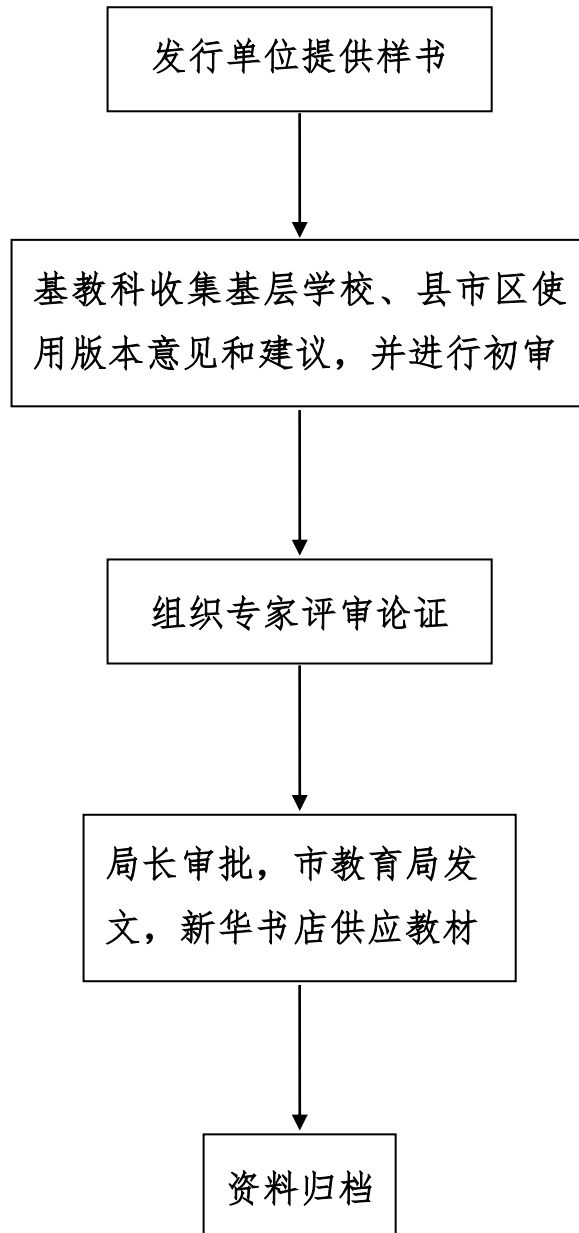 发行单位提供样书
基教科收集基层学校、县市区使
用版本意见和建议，并进行初审
组织专家评审论证
局长审批，市教育局发
文，新华书店供应教材
资料归档